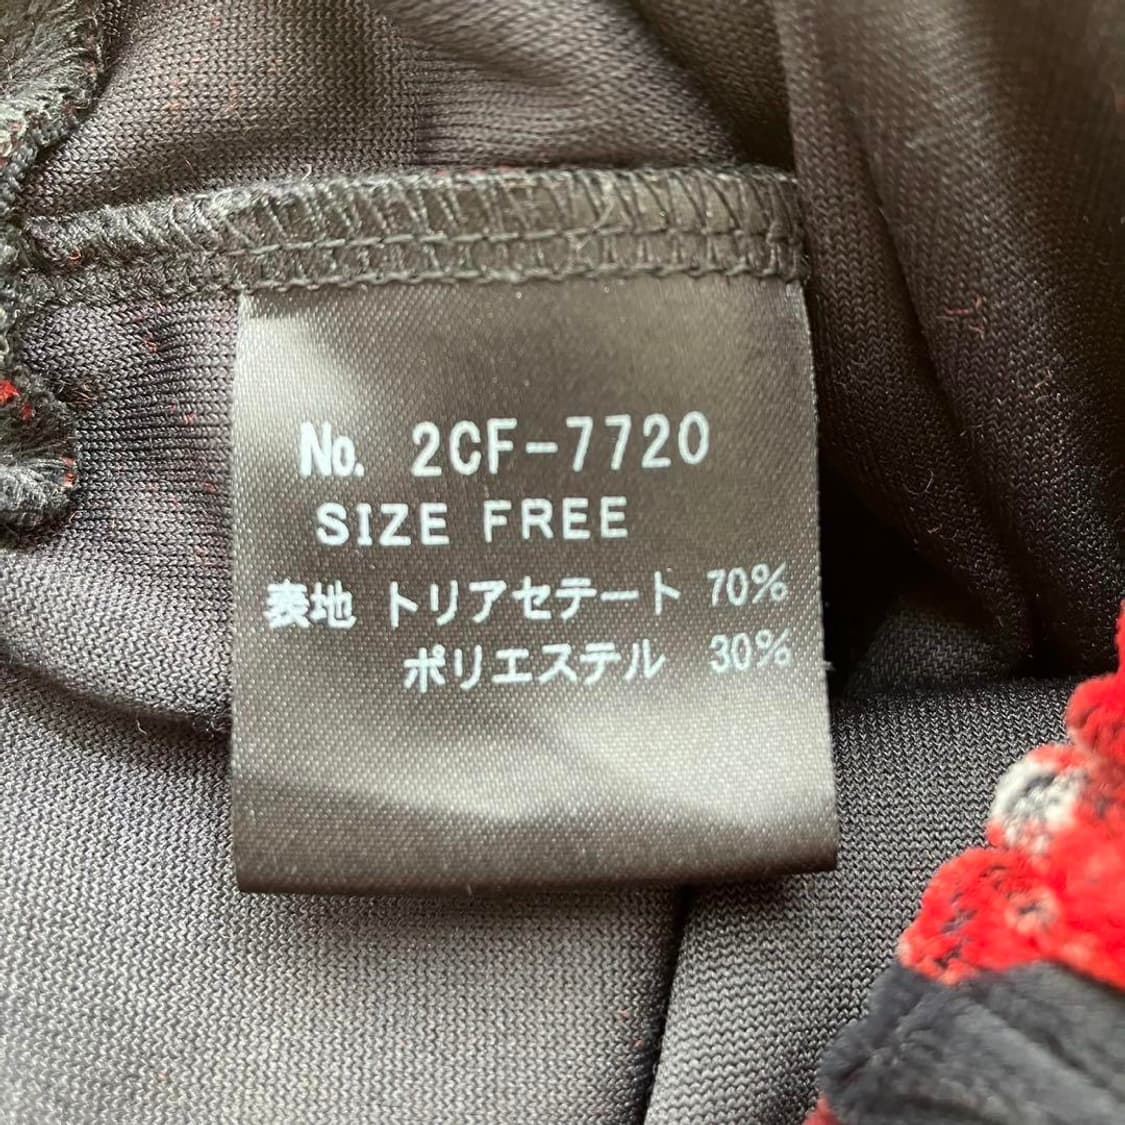 No. 2CF-7720
SIZE FREE
表地 トリアセテート 70%
ポリエステル 30%